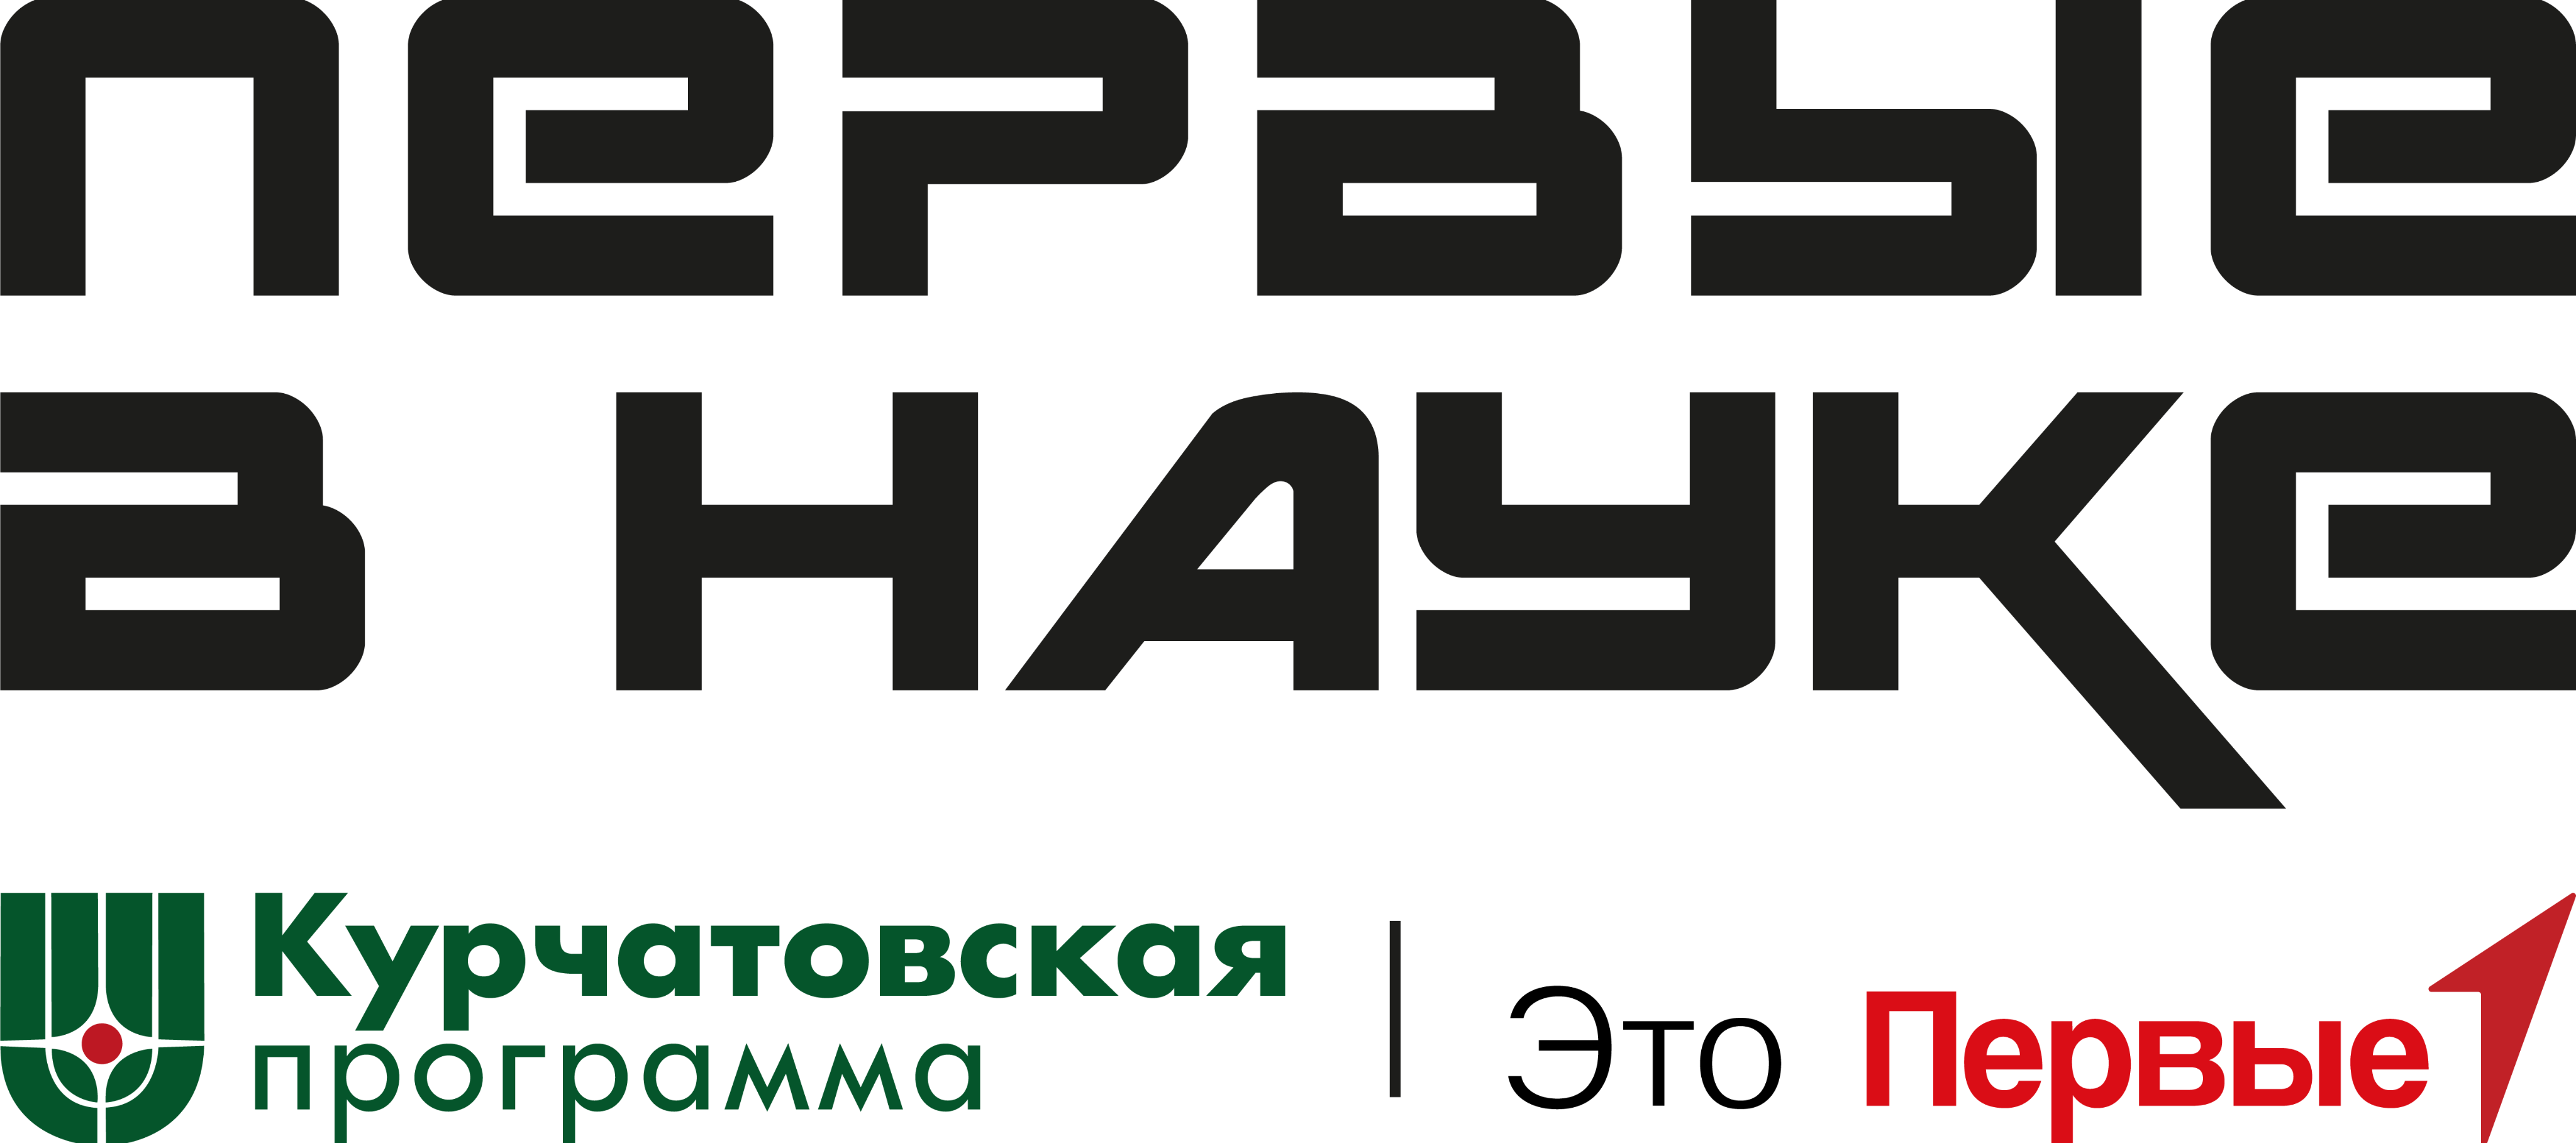 Первые
в науке
Курчатовская
программа
Это Первые